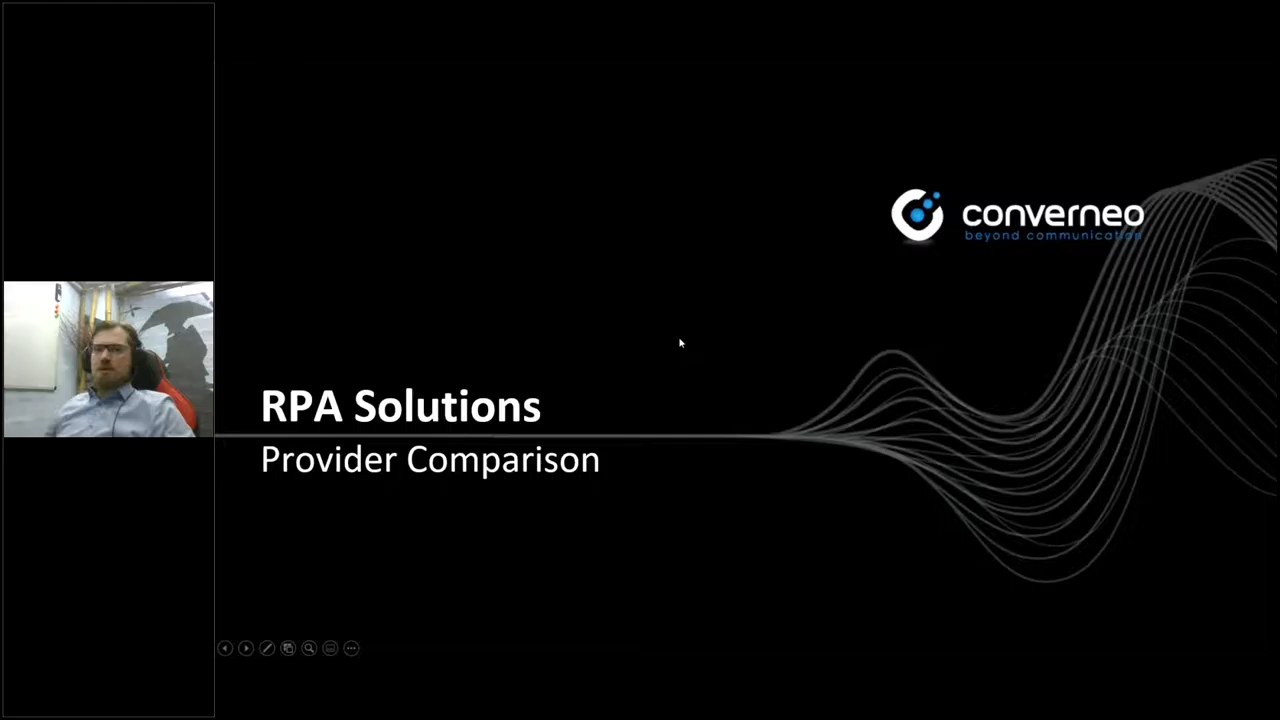 converneo
beyond communication
RPA Solutions
Provider Comparison